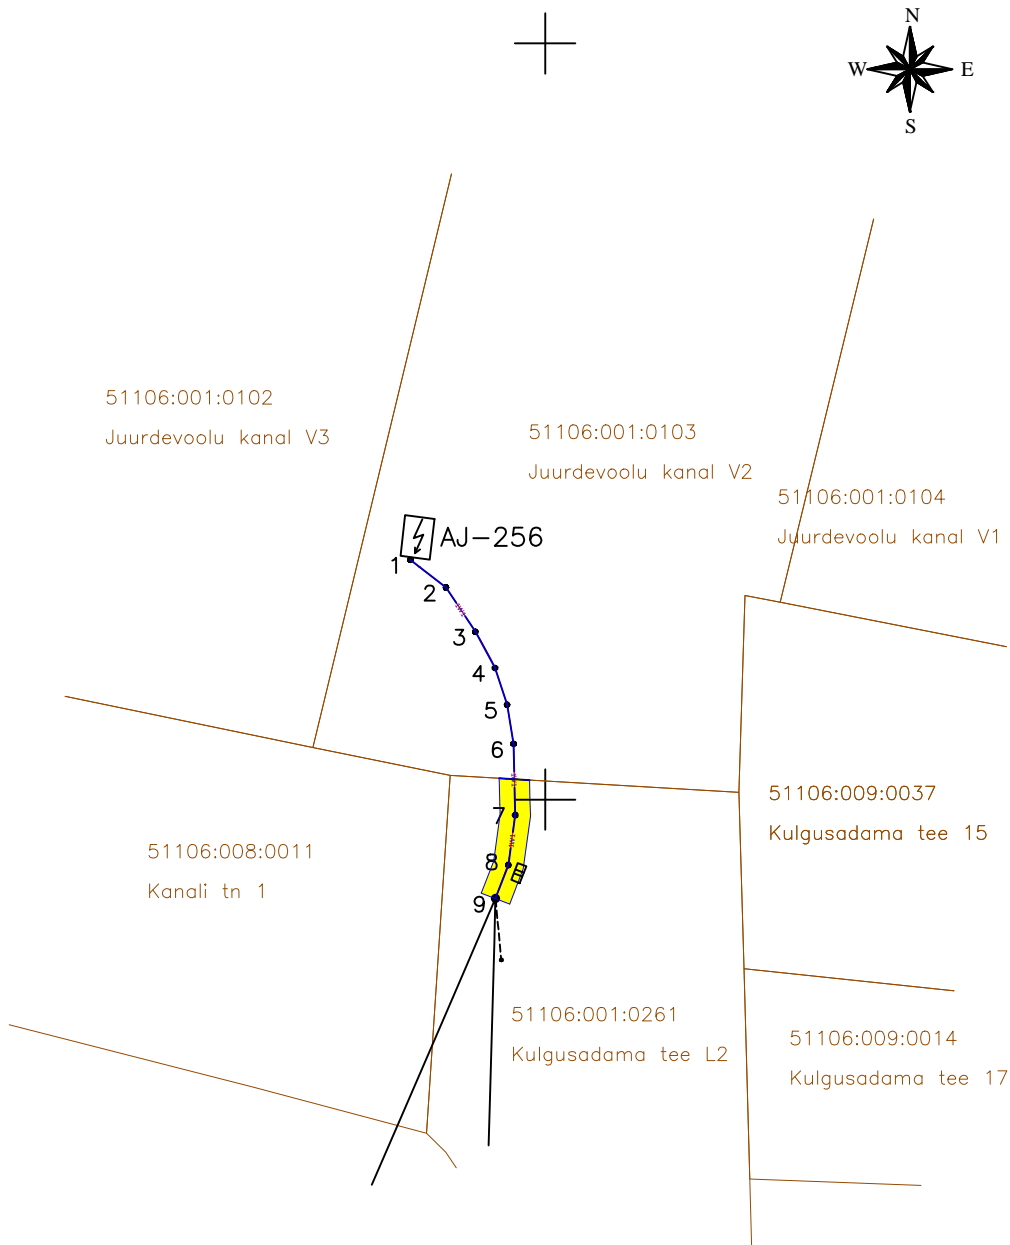 N
W E
S
51106:001:0102
Juurdevoolu kanal V3
51106:001:0103
Juurdevoolu kanal V2
51106:001:0104
Juurdevoolu kanal V1
AJ-256
1
2
3
4
5
6
7
8
9
51106:009:0037
Kulgusadama tee 15
51106:008:0011
Kanali tn 1
51106:001:0261
Kulgusadama tee L2
51106:009:0014
Kulgusadama tee 17